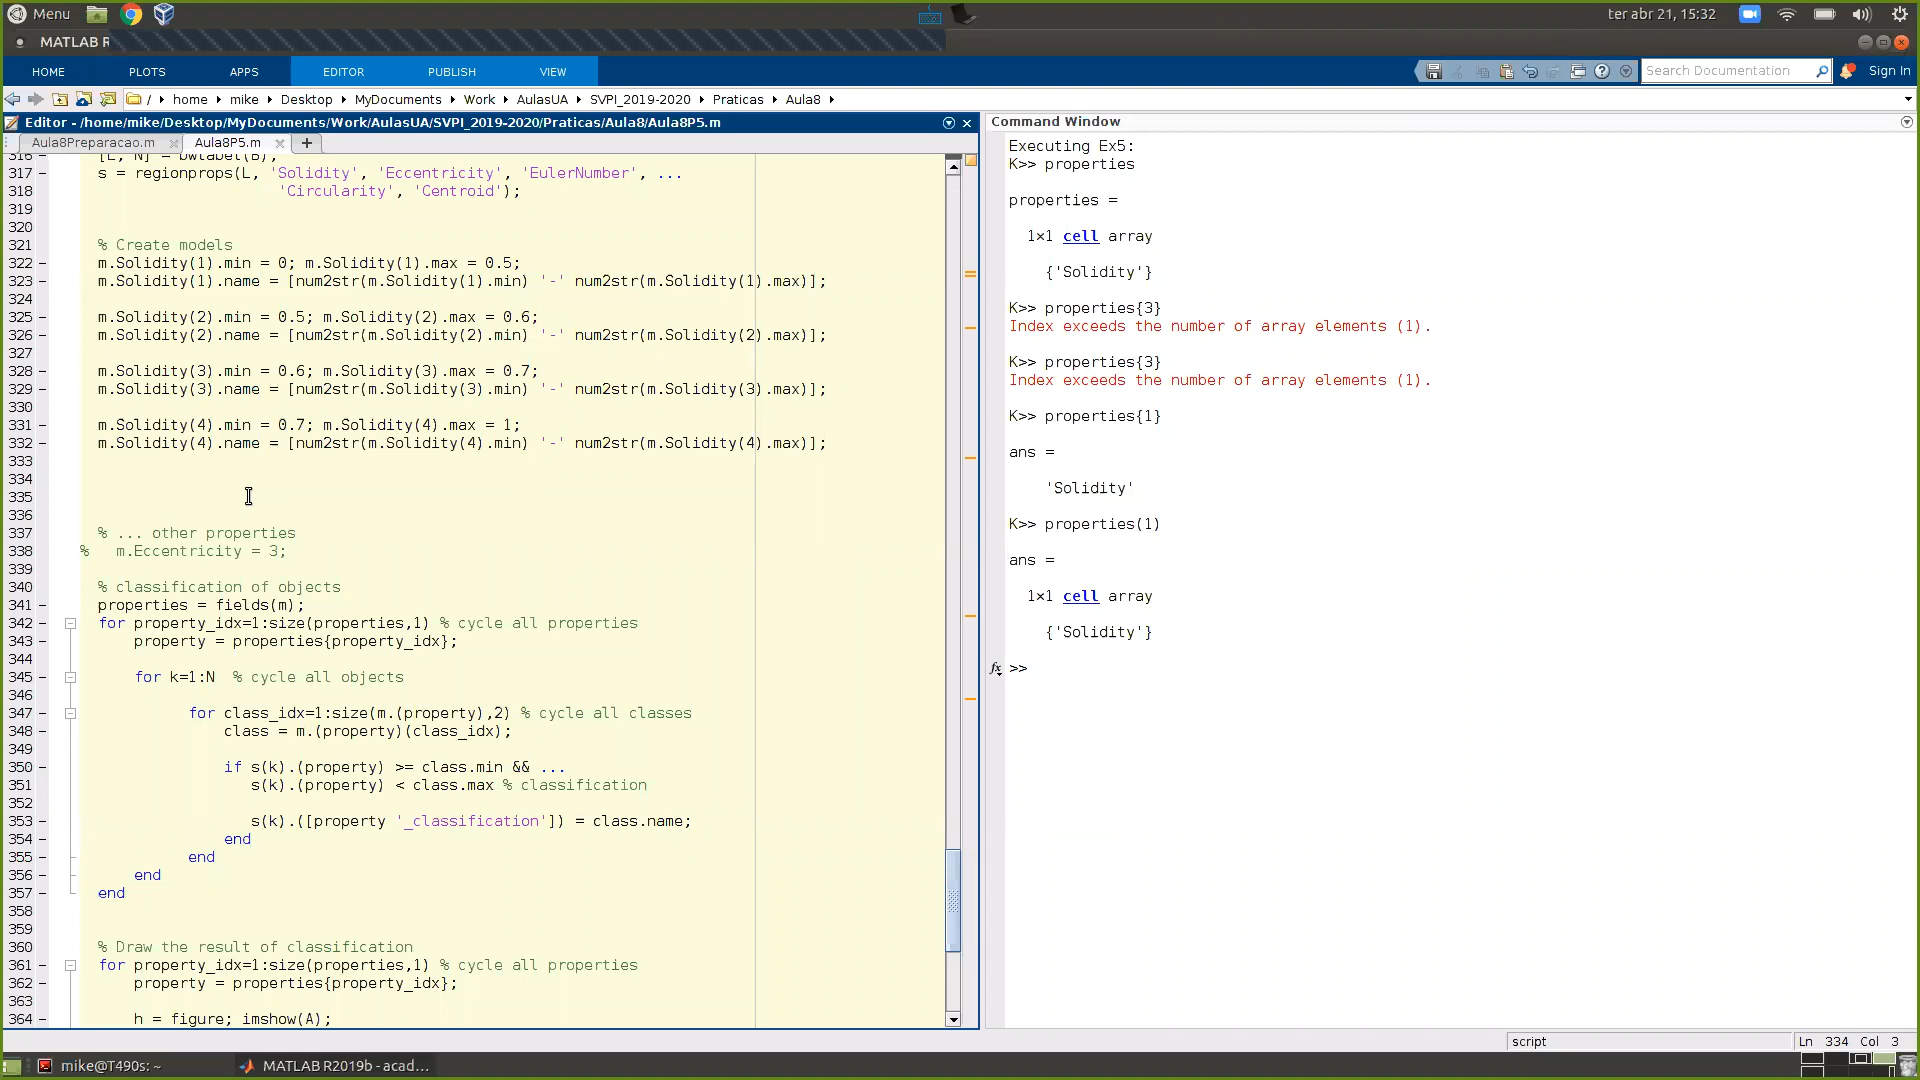 Menu
ter abr 21, 15:32
MATLAB R
HOME PLOTS APPS EDITOR PUBLISH VIEW
Search Documentation
Sign In
/ home mike Desktop MyDocuments Work AulasUA SVPI_2019-2020 Praticas Aula8
Editor - /home/mike/Desktop/MyDocuments/Work/AulasUA/SVPI_2019-2020/Praticas/Aula8/Aula8P5.m
Aula8Preparacao.m Aula8P5.m
316 - [L, N] = bwlabel(B);
317 - s = regionprops(L, 'Solidity', 'Eccentricity', 'EulerNumber', ...
318 'Circularity', 'Centroid');
319
320
321 % Create models
322 - m.Solidity(1).min = 0; m.Solidity(1).max = 0.5;
323 - m.Solidity(1).name = [num2str(m.Solidity(1).min) '-' num2str(m.Solidity(1).max)];
324
325 - m.Solidity(2).min = 0.5; m.Solidity(2).max = 0.6;
326 - m.Solidity(2).name = [num2str(m.Solidity(2).min) '-' num2str(m.Solidity(2).max)];
327
328 - m.Solidity(3).min = 0.6; m.Solidity(3).max = 0.7;
329 - m.Solidity(3).name = [num2str(m.Solidity(3).min) '-' num2str(m.Solidity(3).max)];
330
331 - m.Solidity(4).min = 0.7; m.Solidity(4).max = 1;
332 - m.Solidity(4).name = [num2str(m.Solidity(4).min) '-' num2str(m.Solidity(4).max)];
333
334
335
336
337 % ... other properties
338 % m.Eccentricity = 3;
339
340 % classification of objects
341 - properties = fields(m);
342 - for property_idx=1:size(properties,1) % cycle all properties
343 - property = properties{property_idx};
344
345 - for k=1:N % cycle all objects
346
347 - for class_idx=1:size(m.(property),2) % cycle all classes
348 - class = m.(property)(class_idx);
349
350 - if s(k).(property) >= class.min && ...
351 - s(k).(property) < class.max % classification
352
353 - s(k).([property '_classification']) = class.name;
354 - end
355 - end
356 - end
357 - end
358
359
360 % Draw the result of classification
361 - for property_idx=1:size(properties,1) % cycle all properties
362 - property = properties{property_idx};
363
364 - h = figure; imshow(A);
Command Window
Executing Ex5:
K>> properties
properties =
1×1 cell array
{'Solidity'}
K>> properties{3}
Index exceeds the number of array elements (1).
K>> properties{3}
Index exceeds the number of array elements (1).
K>> properties{1}
ans =
'Solidity'
K>> properties(1)
ans =
1×1 cell array
{'Solidity'}
fx >>
script
Ln 334 Col 3
mike@T490s: ~
MATLAB R2019b - acad...